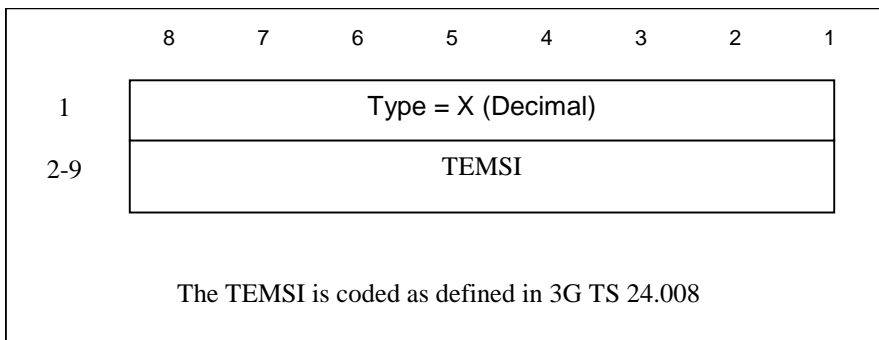 8 7 6 5 4 3 2 1
1 Type = X (Decimal)
2-9 TEMSI
The TEMSI is coded as defined in 3G TS 24.008